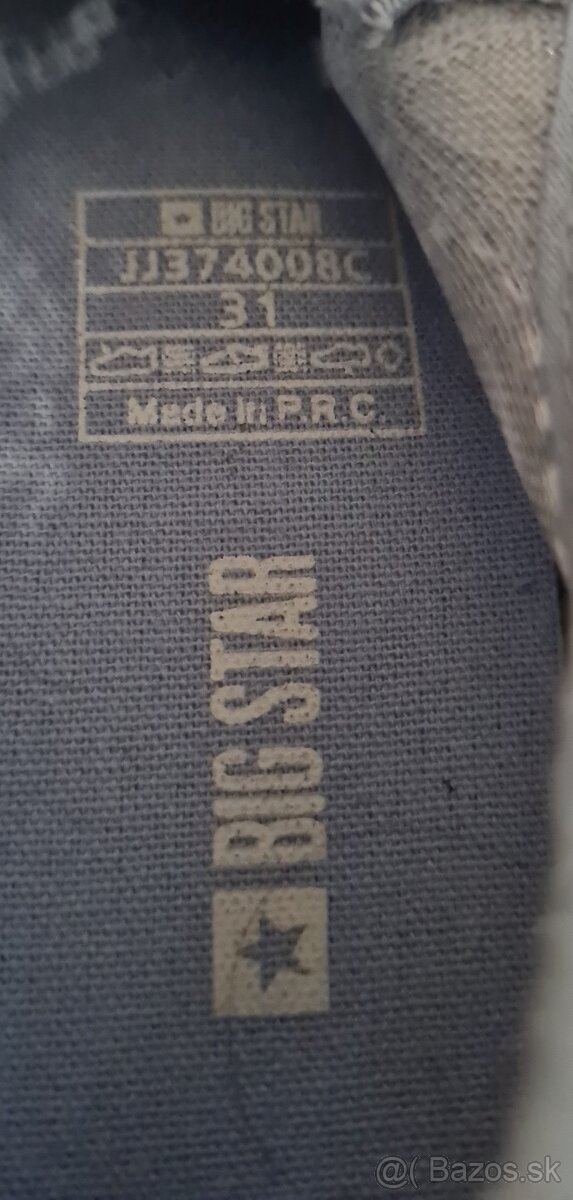 BIG STAR
JJ374008C
31
Made in P.R.C.
BIG STAR
@( Bazos.sk